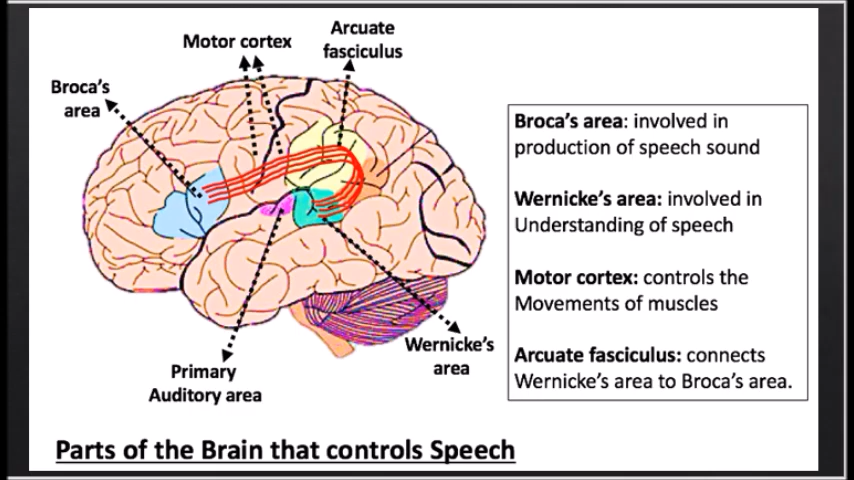 Motor cortex
Arcuate
fasciculus
Broca's
area
Primary
Auditory area
Wernicke's
area
Broca's area: involved in
production of speech sound
Wernicke's area: involved in
Understanding of speech
Motor cortex: controls the
Movements of muscles
Arcuate fasciculus: connects
Wernicke's area to Broca's area.
Parts of the Brain that controls Speech